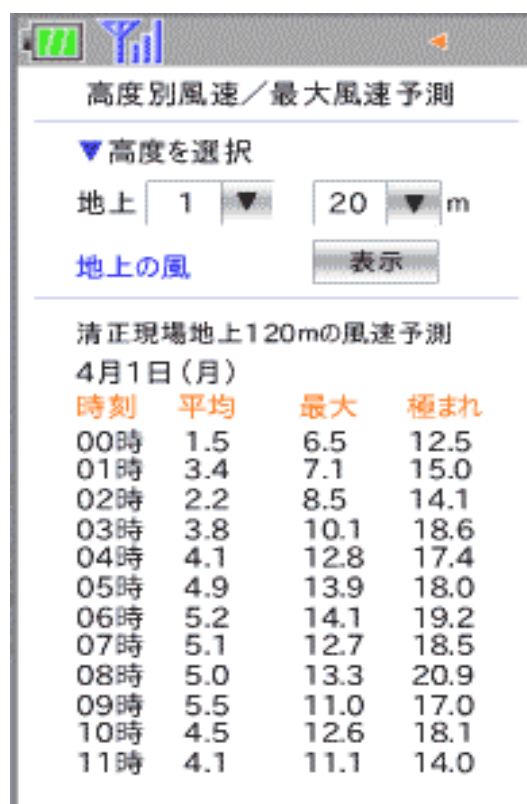 高度別風速／最大風速予測
▼高度を選択
地上 1 ▼ 20 ▼ m
地上の風 表示
清正現場地上120mの風速予測
4月1日(月)
時刻 平均 最大 極まれ
00時 1.5 6.5 12.5
01時 3.4 7.1 15.0
02時 2.2 8.5 14.1
03時 3.8 10.1 18.6
04時 4.1 12.8 17.4
05時 4.9 13.9 18.0
06時 5.2 14.1 19.2
07時 5.1 12.7 18.5
08時 5.0 13.3 20.9
09時 5.5 11.0 17.0
10時 4.5 12.6 18.1
11時 4.1 11.1 14.0